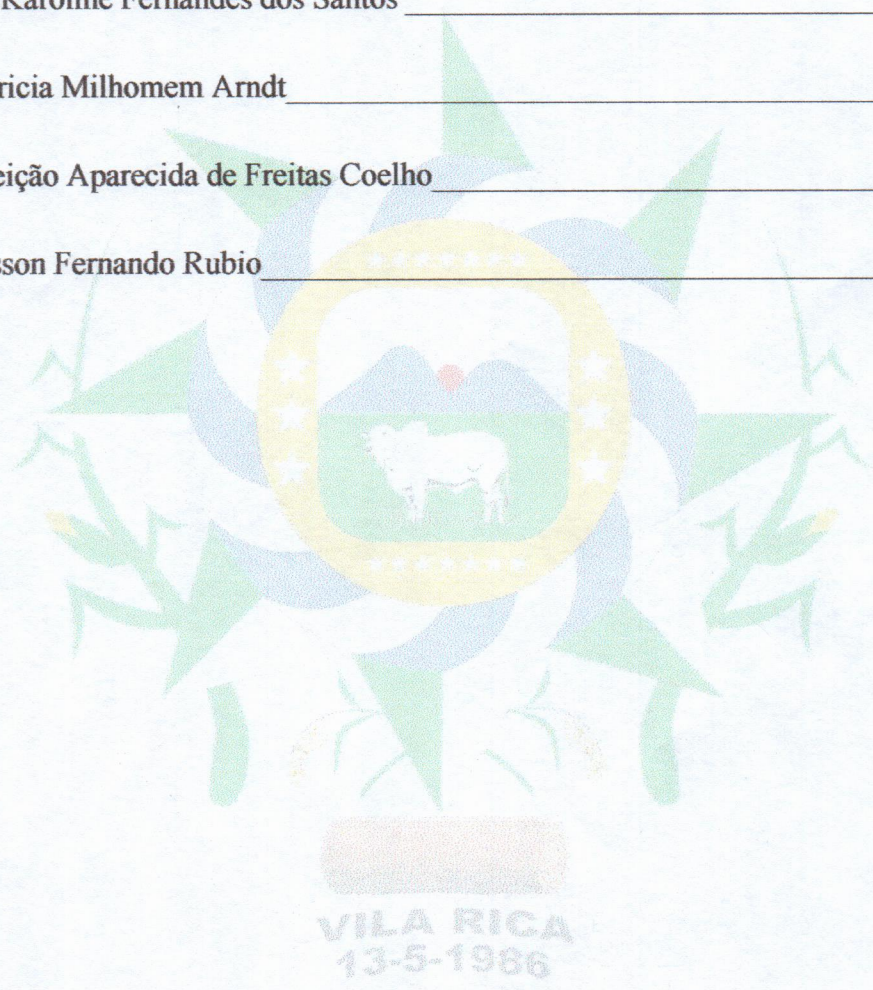 Karoline Fernandes dos Santos
ricia Milhomem Arndt
eição Aparecida de Freitas Coelho
son Fernando Rubio
VILA RICA
13-5-1986